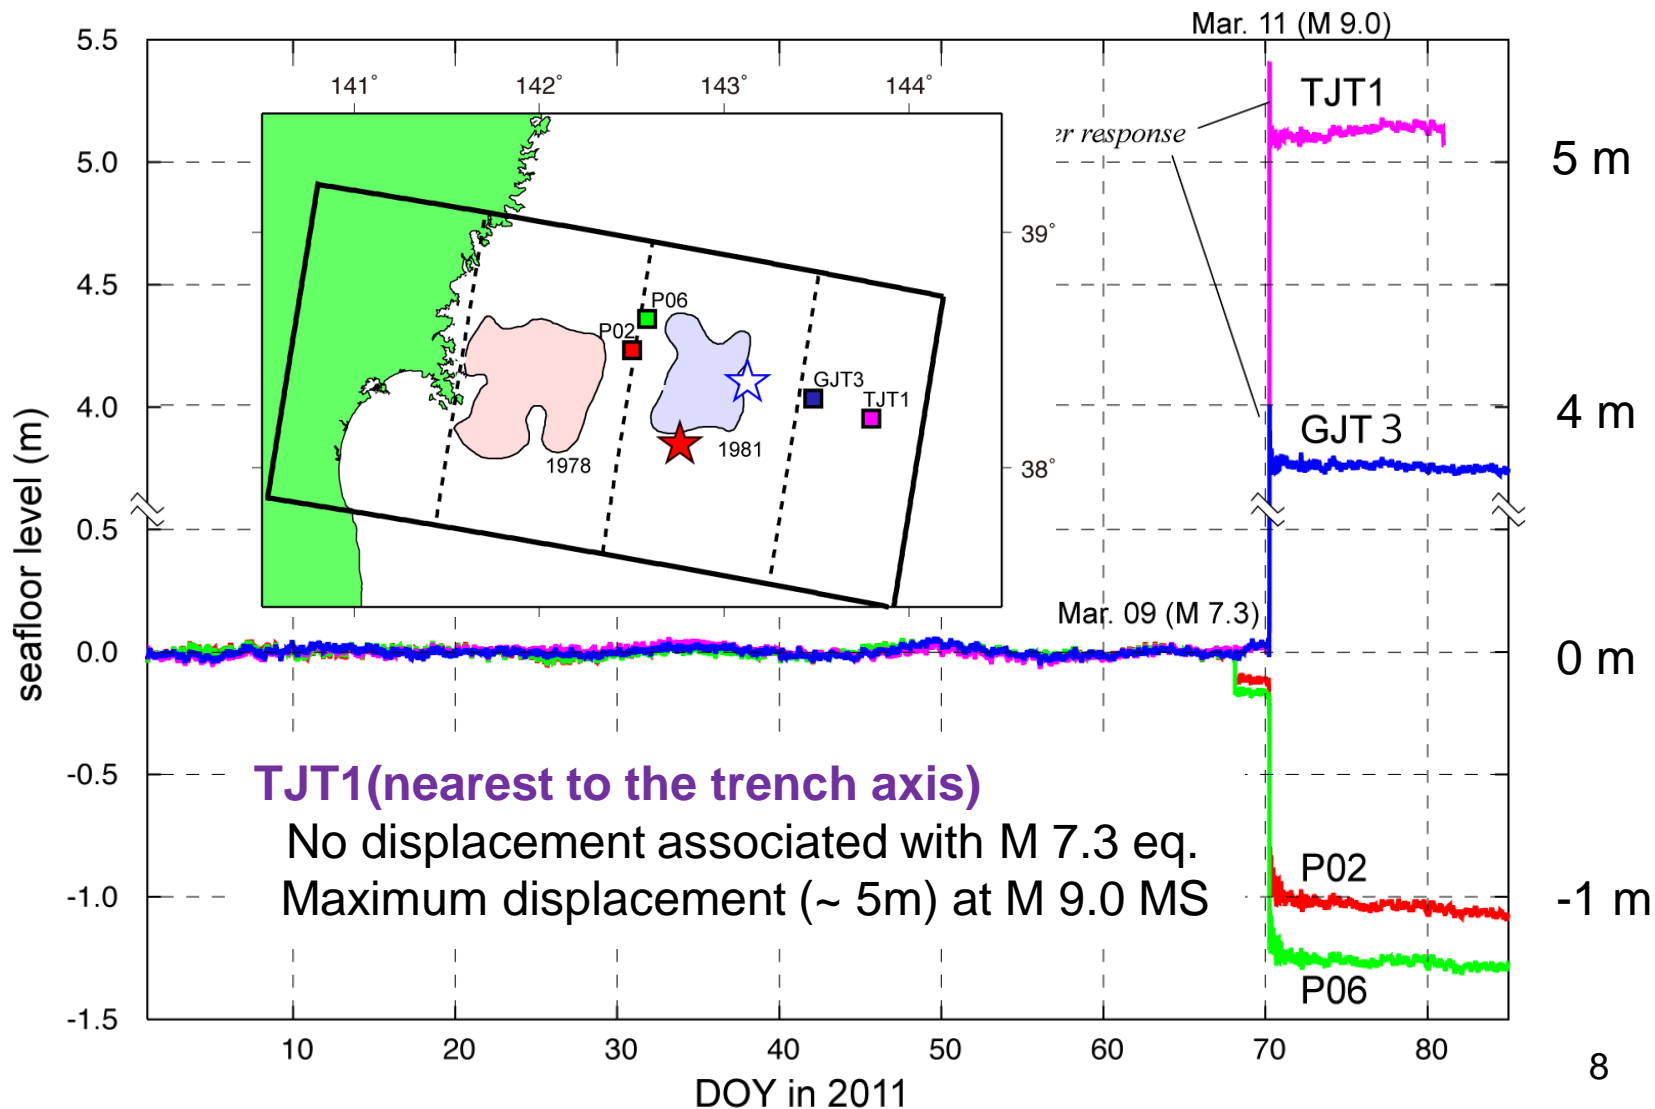 Mar. 11 (M 9.0)
5.5
141° 142° 143° 144°
TJT1
er response
5.0
5 m
39°
4.5
P06
P02
GJT3
TJT1
4.0
4 m
GJT 3
1981
1978
38°
0.5
Mar. 09 (M 7.3)
0.0
0 m
seafloor level (m)
-0.5
TJT1(nearest to the trench axis)
No displacement associated with M 7.3 eq.
Maximum displacement (~ 5m) at M 9.0 MS
P02
-1.0
-1 m
P06
-1.5
10 20 30 40 50 60 70 80
DOY in 2011
8